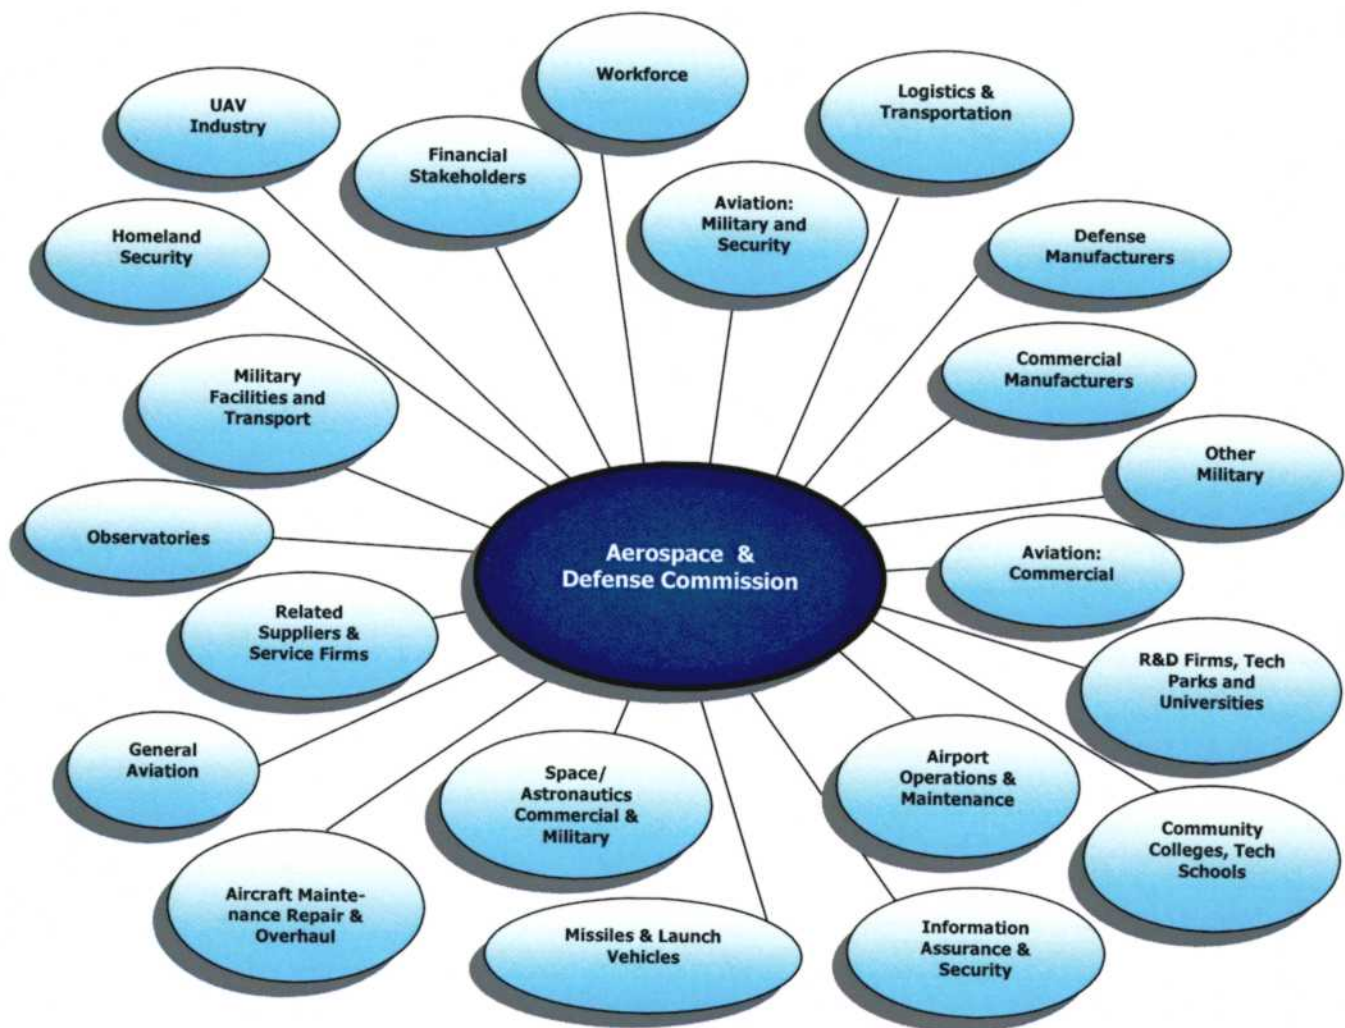 Workforce
Logistics &
Transportation
UAV
Industry
Financial
Stakeholders
Aviation:
Military and
Security
Homeland
Security
Defense
Manufacturers
Military
Facilities and
Transport
Commercial
Manufacturers
Other
Military
Observatories
Aerospace & 
Defense Commission
Aviation:
Commercial
Related
Suppliers &
Service Firms
R&D Firms, Tech
Parks and
Universities
General
Aviation
Space/
Astronautics
Commercial &
Military
Airport
Operations &
Maintenance
Community
Colleges, Tech
Schools
Aircraft Mainte-
nance Repair &
Overhaul
Missiles & Launch
Vehicles
Information
Assurance &
Security